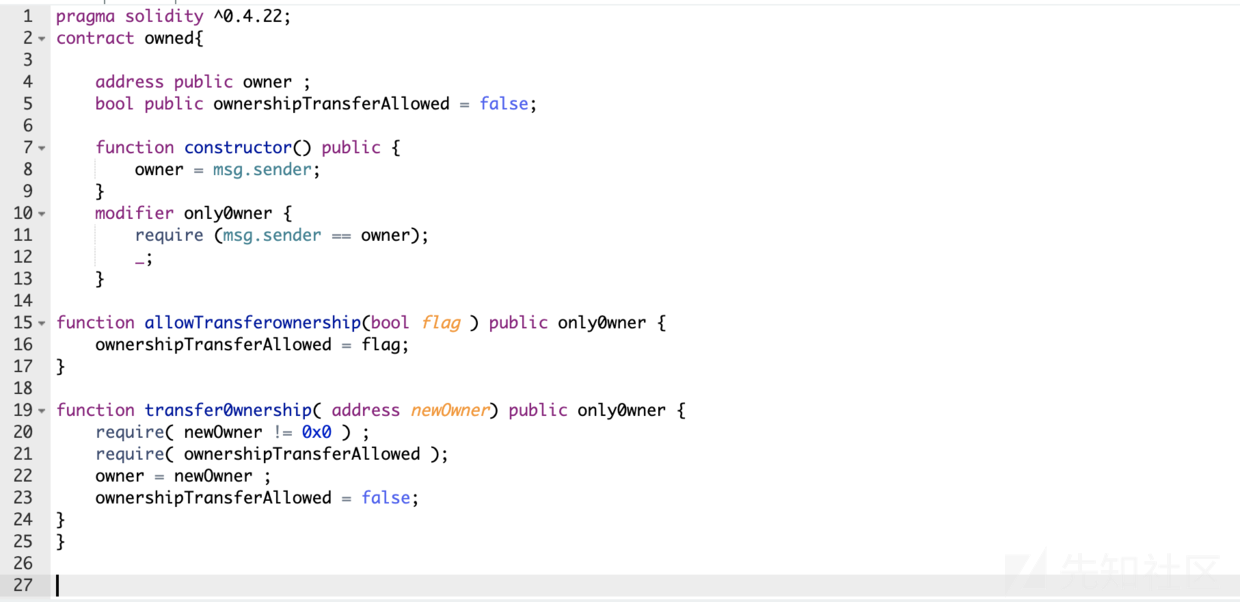 1 pragma solidity ^0.4.22;
2 contract owned{
3
4 address public owner ;
5 bool public ownershipTransferAllowed = false;
6
7 function constructor() public {
8 owner = msg.sender;
9 }
10 modifier only0wner {
11 require (msg.sender == owner);
12 _;
13 }
14
15 function allowTransferownership(bool flag ) public only0wner {
16 ownershipTransferAllowed = flag;
17 }
18
19 function transfer0wnership( address newOwner) public only0wner {
20 require( newOwner != 0x0 ) ;
21 require( ownershipTransferAllowed );
22 owner = newOwner ;
23 ownershipTransferAllowed = false;
24 }
25 }
26
27
先知社区